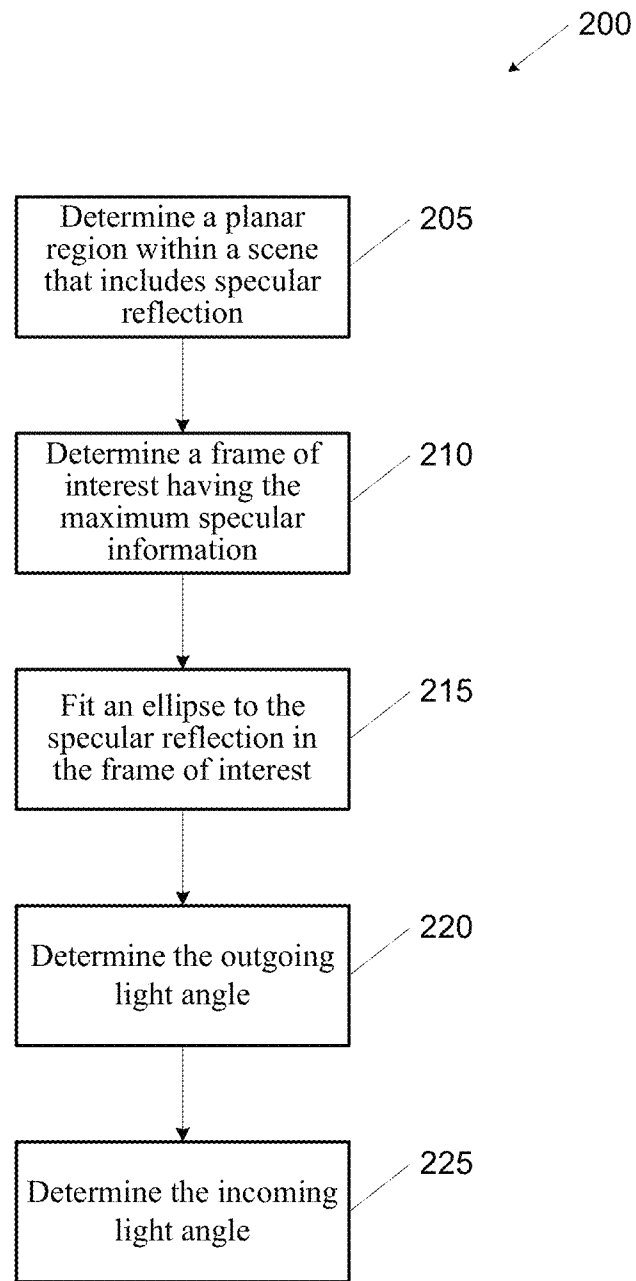 200
Determine a planar
region within a scene
that includes specular
reflection
205
Determine a frame of
interest having the
maximum specular
information
210
Fit an ellipse to the
specular reflection in
the frame of interest
215
Determine the outgoing
light angle
220
Determine the incoming
light angle
225